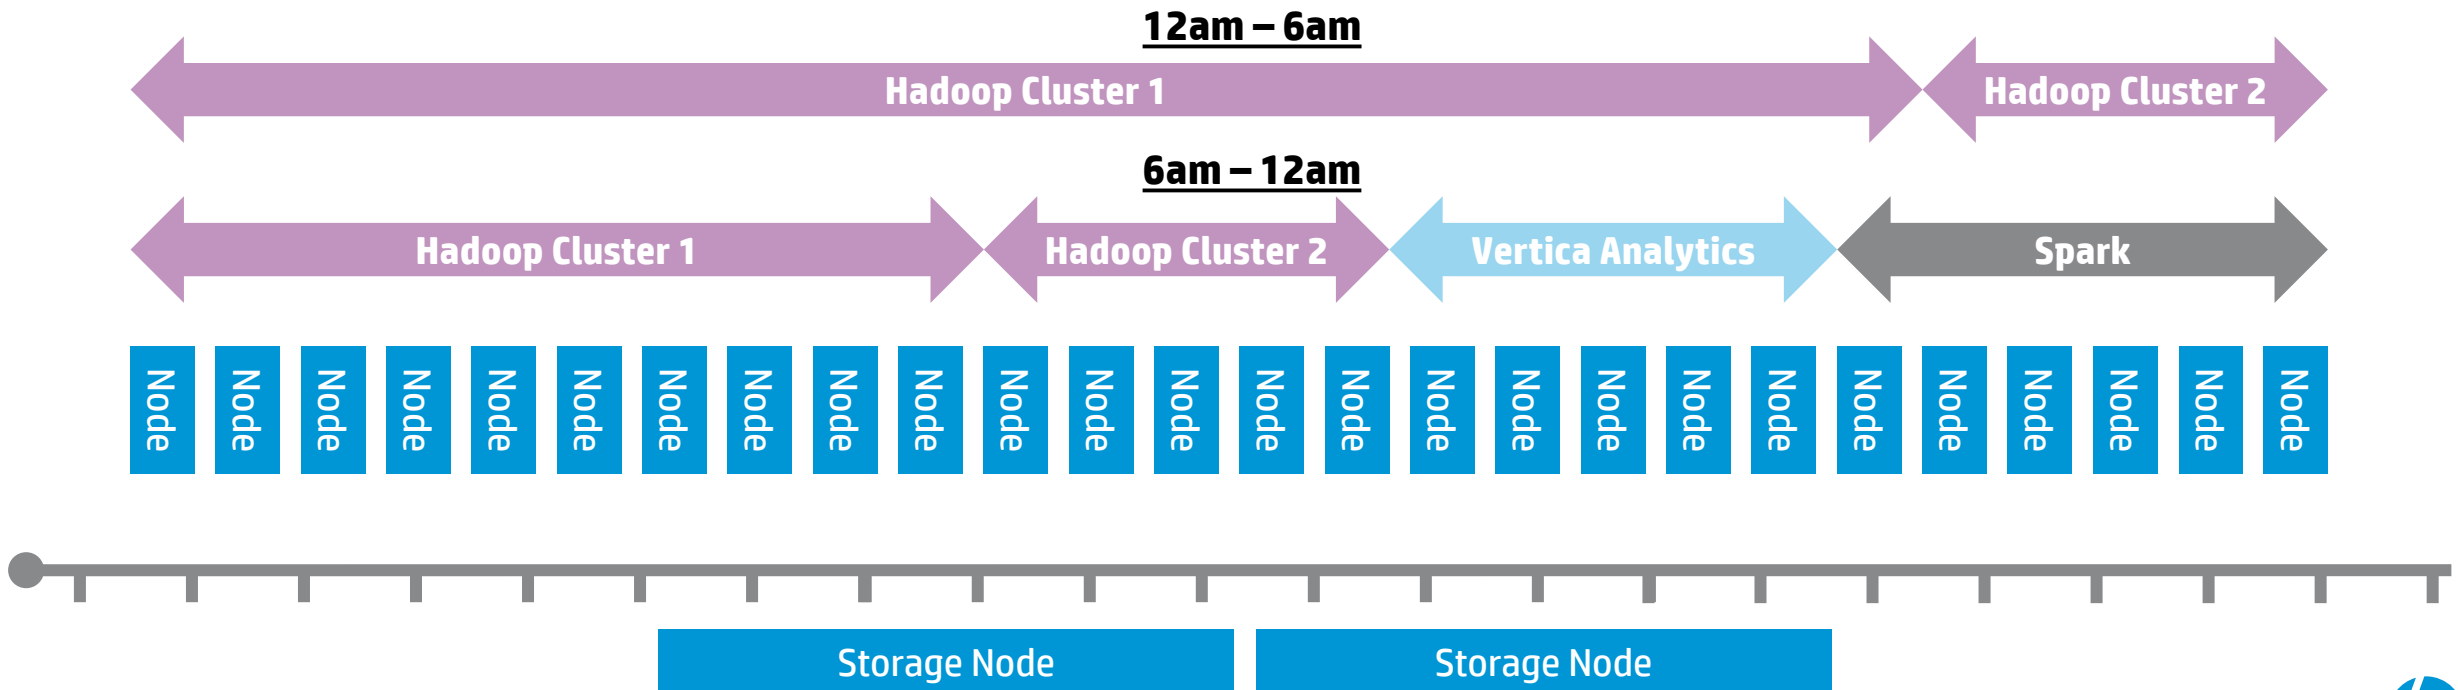 12am – 6am
Hadoop Cluster 1 Hadoop Cluster 2
6am – 12am
Hadoop Cluster 1 Hadoop Cluster 2 Vertica Analytics Spark
Node Node Node Node Node Node Node Node Node Node Node Node Node Node Node Node Node Node Node Node Node Node Node Node Node Node
Storage Node Storage Node